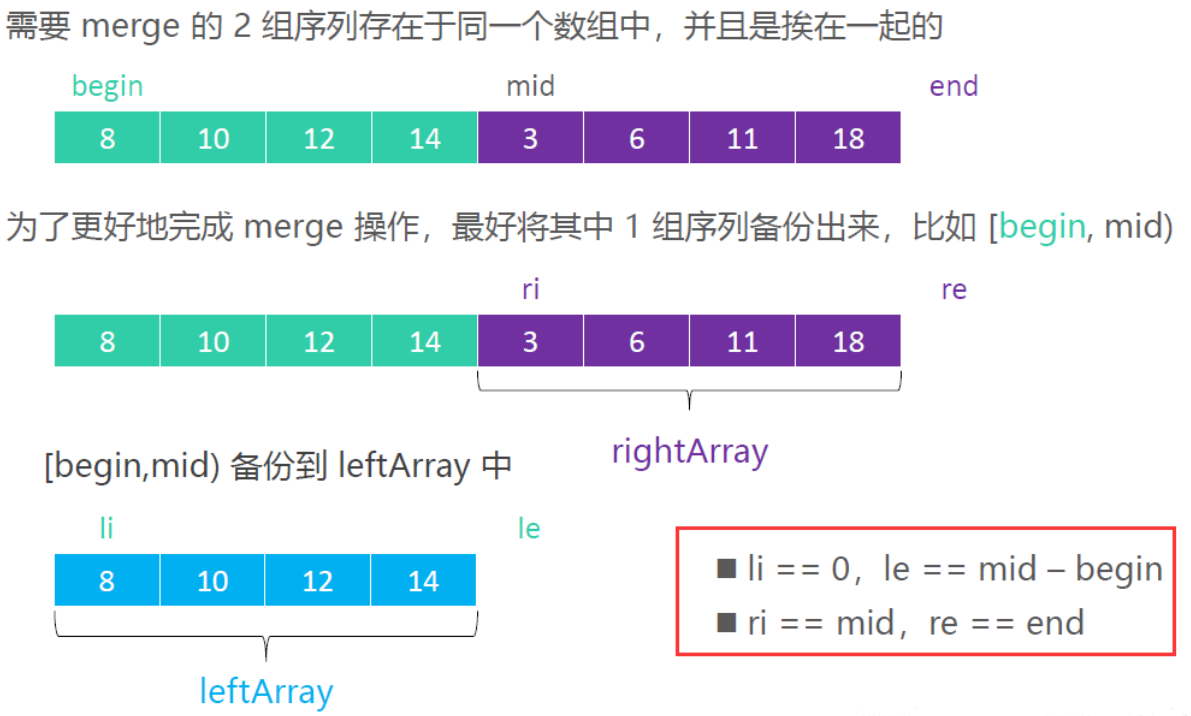 需要 merge 的 2 组序列存在于同一个数组中，并且是挨在一起的
begin mid end
8 10 12 14 3 6 11 18
为了更好地完成 merge 操作，最好将其中 1 组序列备份出来，比如 [begin, mid)
ri re
8 10 12 14 3 6 11 18
rightArray
[begin,mid) 备份到 leftArray 中
li le
8 10 12 14
leftArray
■ li == 0，le == mid – begin
■ ri == mid，re == end